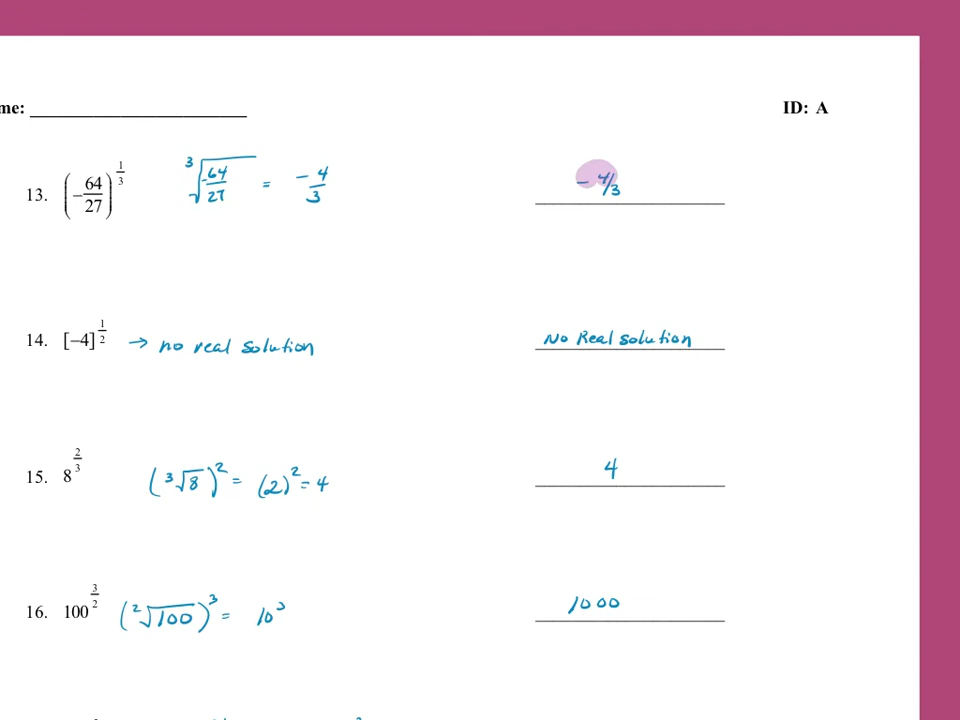 me: ________________________ ID: A
13. (−64/27)^(1/3) ∛(-64/27) = -4/3 -4/3
14. [−4]^(1/2) → no real solution No Real solution
15. 8^(2/3) (³√8)² = (2)² = 4 4
16. 100^(3/2) (²√100)³ = 10³ 1000